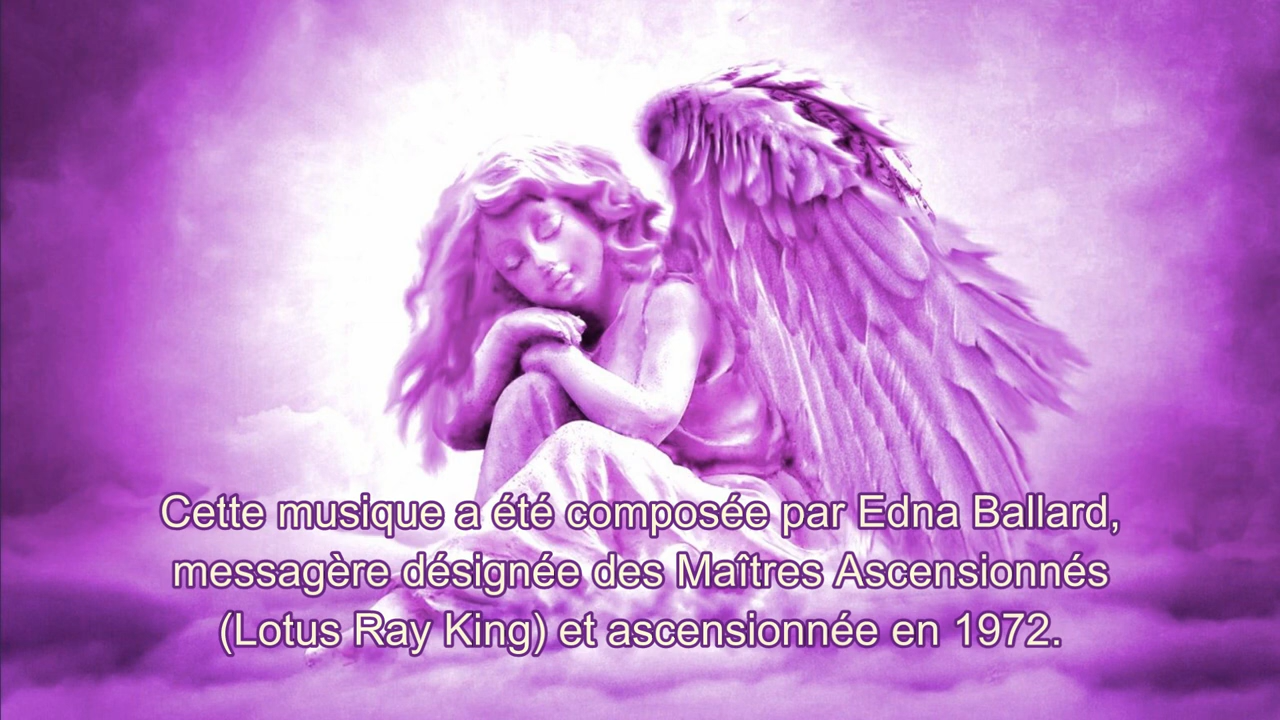 Cette musique a été composée par Edna Ballard,
messagère désignée des Maîtres Ascensionnés
(Lotus Ray King) et ascensionnée en 1972.